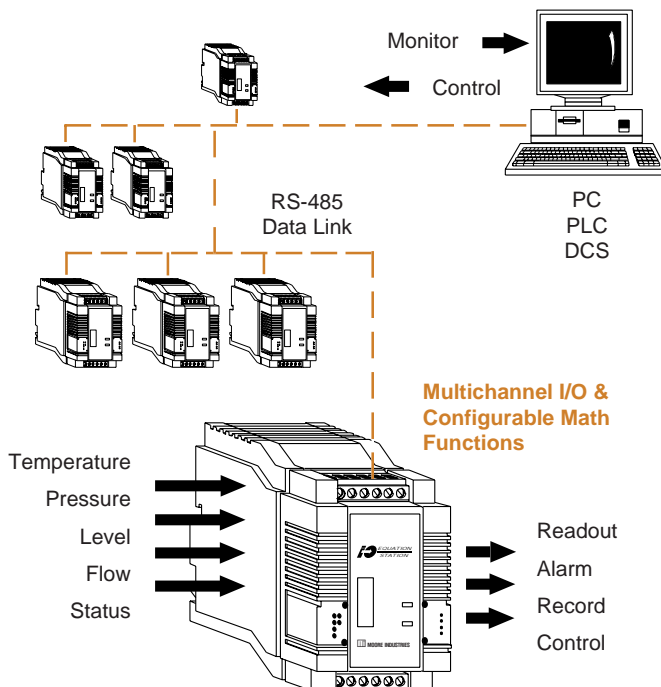 Monitor
Control
RS-485
Data Link
PC
PLC
DCS
Multichannel I/O &
Configurable Math
Functions
Temperature
Pressure
Level
Flow
Status
EQUATION
STATION
MOORE INDUSTRIES
Readout
Alarm
Record
Control